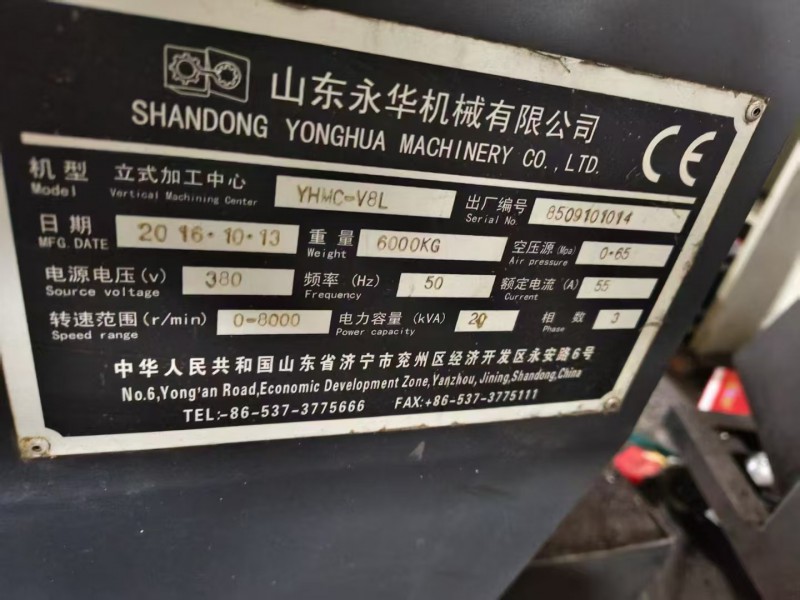 山东永华机械有限公司
SHANDONG YONGHUA MACHINERY CO.,LTD.
CE
机型 立式加工中心 YHMC-V8L 出厂编号 8509101014
Model Vertical Machining Center Serial No.
日期 2016·10·13 重量 6000KG 空压源(Mpa) 0·65
MFG.DATE Weight Air pressure
电源电压(v) 380 频率(Hz) 50 额定电流(A) 55
Source voltage Frequency Current
转速范围(r/min) 0-8000 电力容量(kVA) 20 相数 3
Speed range Power capacity Phase
中华人民共和国山东省济宁市兖州区经济开发区永安路6号
No.6,Yong'an Road,Economic Development Zone,Yanzhou,Jining,Shandong,China
TEL:-86-537-3775666 FAX:+86-537-3775111